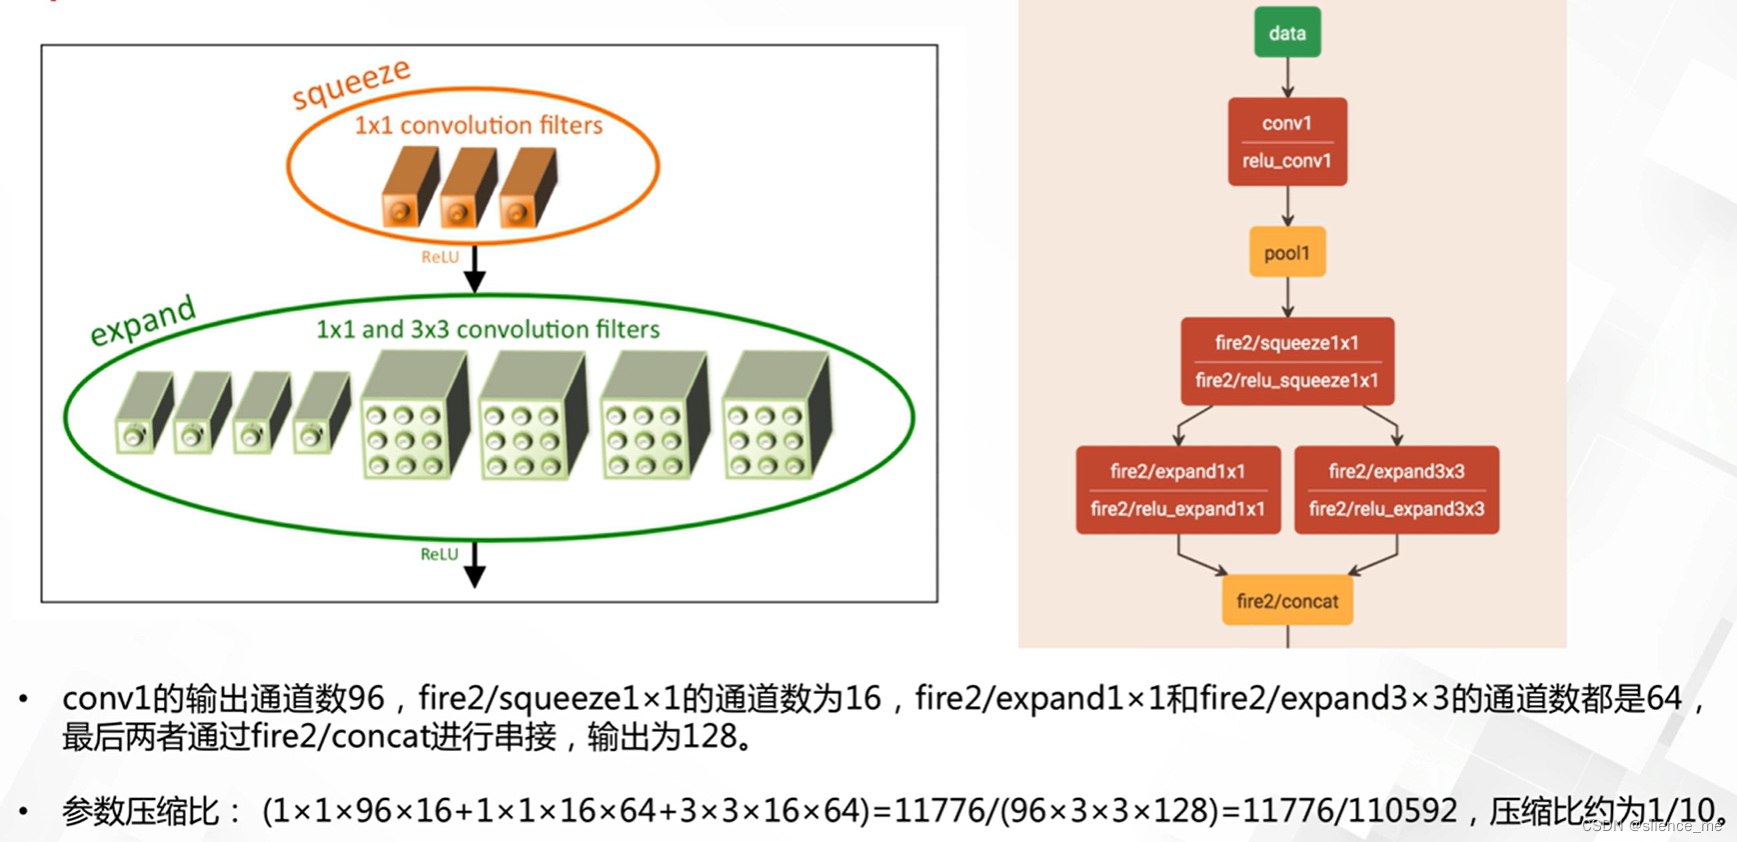 squeeze
1x1 convolution filters
ReLU
expand
1x1 and 3x3 convolution filters
ReLU
data
conv1
relu_conv1
pool1
fire2/squeeze1x1
fire2/relu_squeeze1x1
fire2/expand1x1
fire2/relu_expand1x1
fire2/expand3x3
fire2/relu_expand3x3
fire2/concat
• conv1的输出通道数96，fire2/squeeze1×1的通道数为16，fire2/expand1×1和fire2/expand3×3的通道数都是64，
最后两者通过fire2/concat进行串接，输出为128。
• 参数压缩比： (1×1×96×16+1×1×16×64+3×3×16×64)=11776/(96×3×3×128)=11776/110592，压缩比约为1/10。
CSDN @silence_me